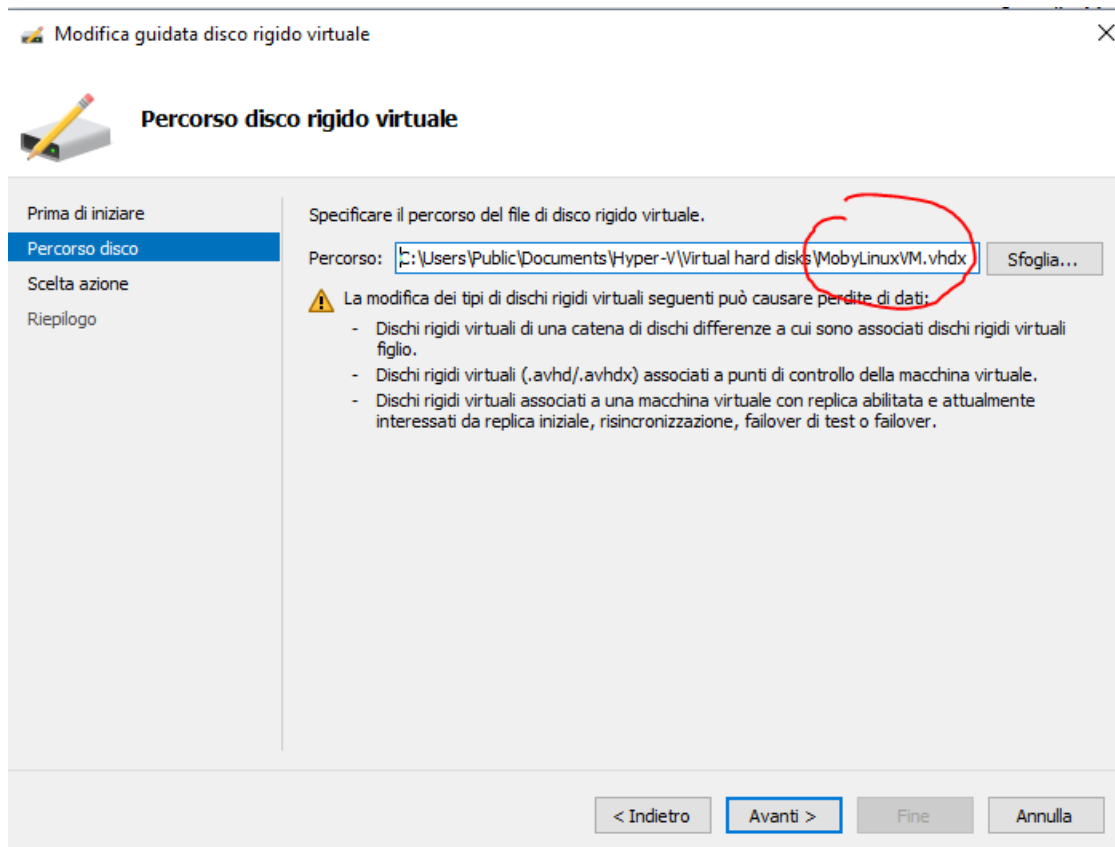 Modifica guidata disco rigido virtuale
Percorso disco rigido virtuale
Prima di iniziare
Percorso disco
Scelta azione
Riepilogo
Specificare il percorso del file di disco rigido virtuale.
Percorso: C:\Users\Public\Documents\Hyper-V\Virtual hard disks\MobyLinuxVM.vhdx Sfoglia...
La modifica dei tipi di dischi rigidi virtuali seguenti può causare perdite di dati:
- Dischi rigidi virtuali di una catena di dischi differenze a cui sono associati dischi rigidi virtuali
figlio.
- Dischi rigidi virtuali (.avhd/.avhdx) associati a punti di controllo della macchina virtuale.
- Dischi rigidi virtuali associati a una macchina virtuale con replica abilitata e attualmente
interessati da replica iniziale, risincronizzazione, failover di test o failover.
< Indietro Avanti > Fine Annulla